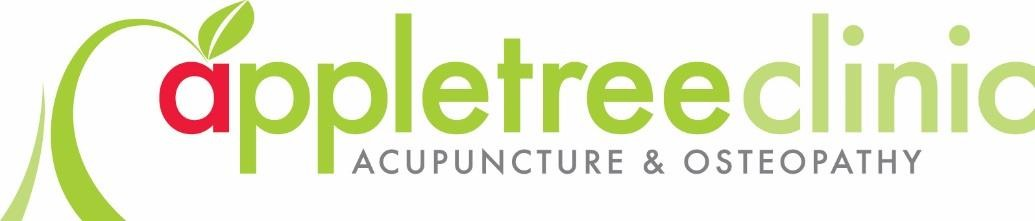 appletreeclinic
ACUPUNCTURE & OSTEOPATHY